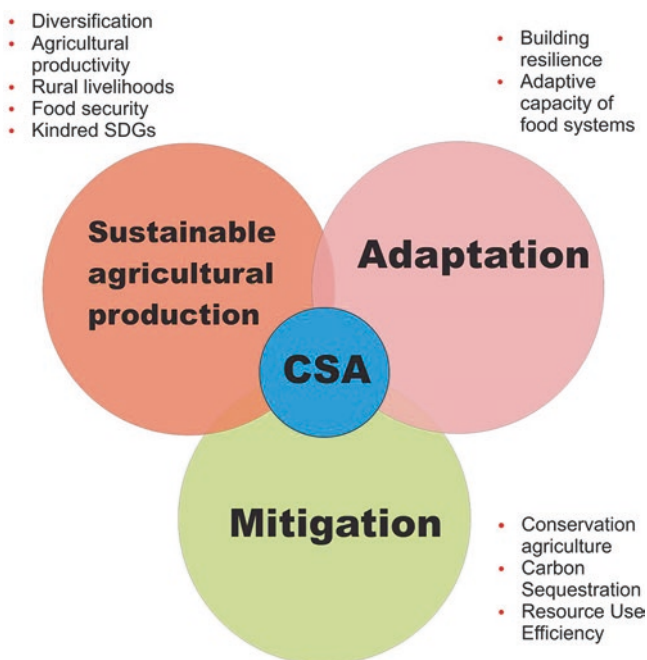 • Diversification
• Agricultural
productivity
• Rural livelihoods
• Food security
• Kindred SDGs
• Building
resilience
• Adaptive
capacity of
food systems
Sustainable
agricultural
production
Adaptation
CSA
Mitigation
• Conservation
agriculture
• Carbon
Sequestration
• Resource Use
Efficiency